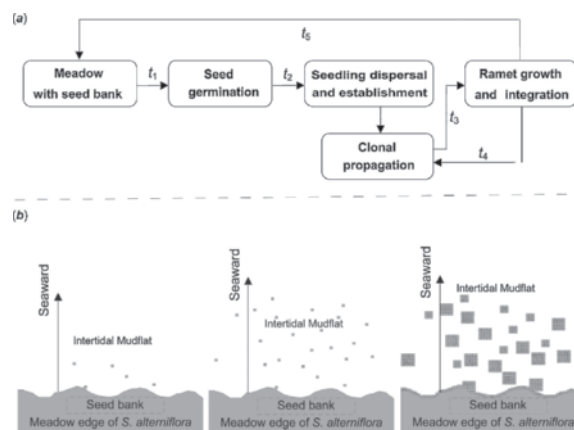 (a)
t5
Meadow
with seed bank
t1
Seed
germination
t2
Seedling dispersal
and establishment
Ramet growth
and integration
t3
Clonal
propagation
t4
(b)
Seaward
Intertidal Mudflat
Seed bank
Meadow edge of S. alterniflora
Seaward
Intertidal Mudflat
Seed bank
Meadow edge of S. alterniflora
Seaward
Intertidal Mudflat
Seed bank
Meadow edge of S. alterniflora